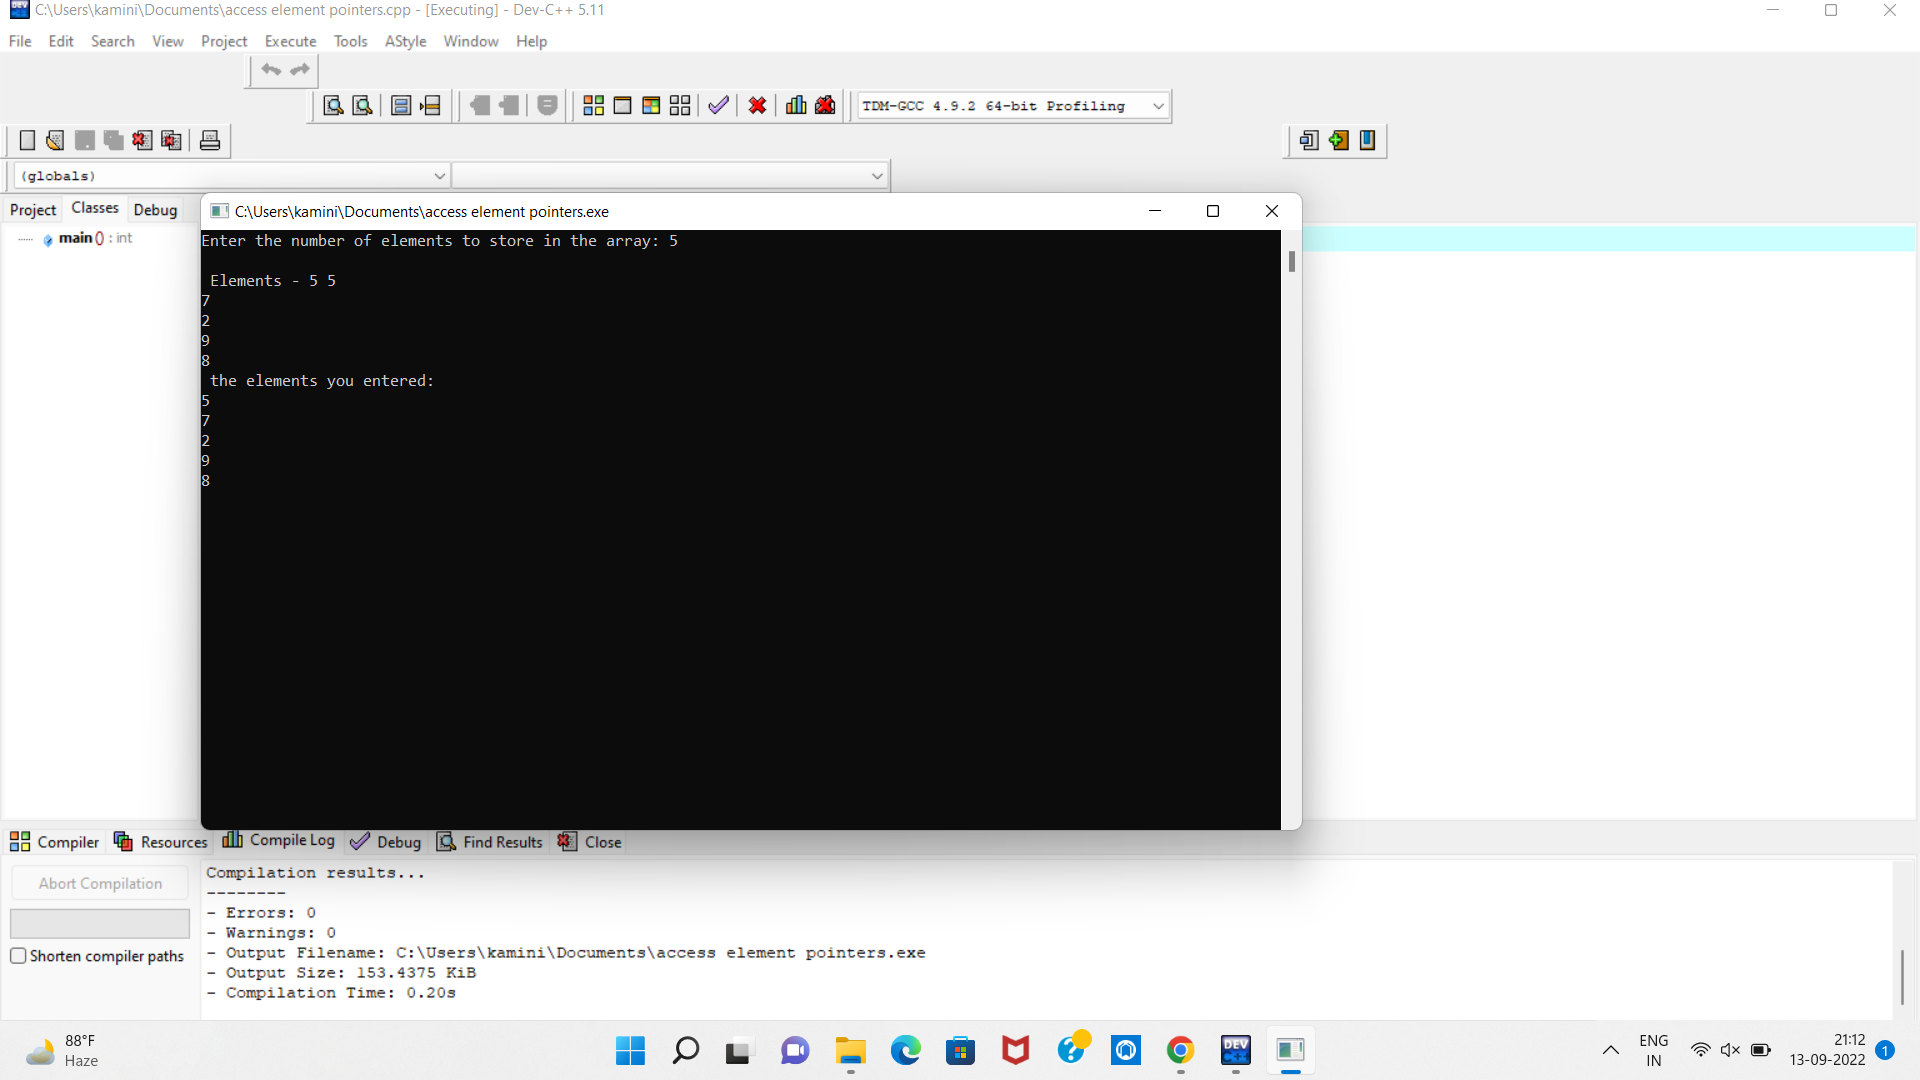 C:\Users\kamini\Documents\access element pointers.cpp - [Executing] - Dev-C++ 5.11
File Edit Search View Project Execute Tools AStyle Window Help
TDM-GCC 4.9.2 64-bit Profiling
(globals)
Project Classes Debug
main () : int
C:\Users\kamini\Documents\access element pointers.exe
Enter the number of elements to store in the array: 5
Elements - 5 5
7
2
9
8
the elements you entered:
5
7
2
9
8
Compiler Resources Compile Log Debug Find Results Close
Abort Compilation
Shorten compiler paths
Compilation results...
--------
- Errors: 0
- Warnings: 0
- Output Filename: C:\Users\kamini\Documents\access element pointers.exe
- Output Size: 153.4375 KiB
- Compilation Time: 0.20s
88°F
Haze
DEV
C++
ENG
IN
21:12
13-09-2022
1